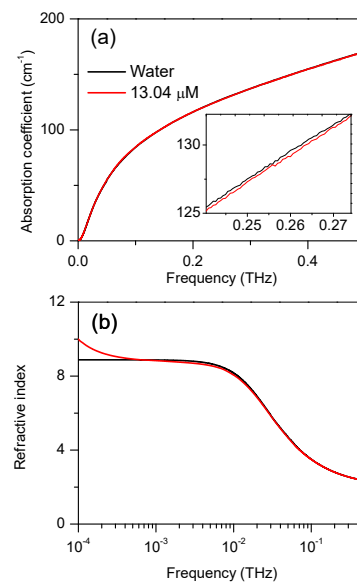 (a)
Water
13.04 μM
Absorption coefficient (cm⁻¹)
200
150
100
50
0
130
125
0.25 0.26 0.27
0.0 0.2 0.4
Frequency (THz)
(b)
Refractive index
12
8
4
0
10⁻⁴ 10⁻³ 10⁻² 10⁻¹
Frequency (THz)